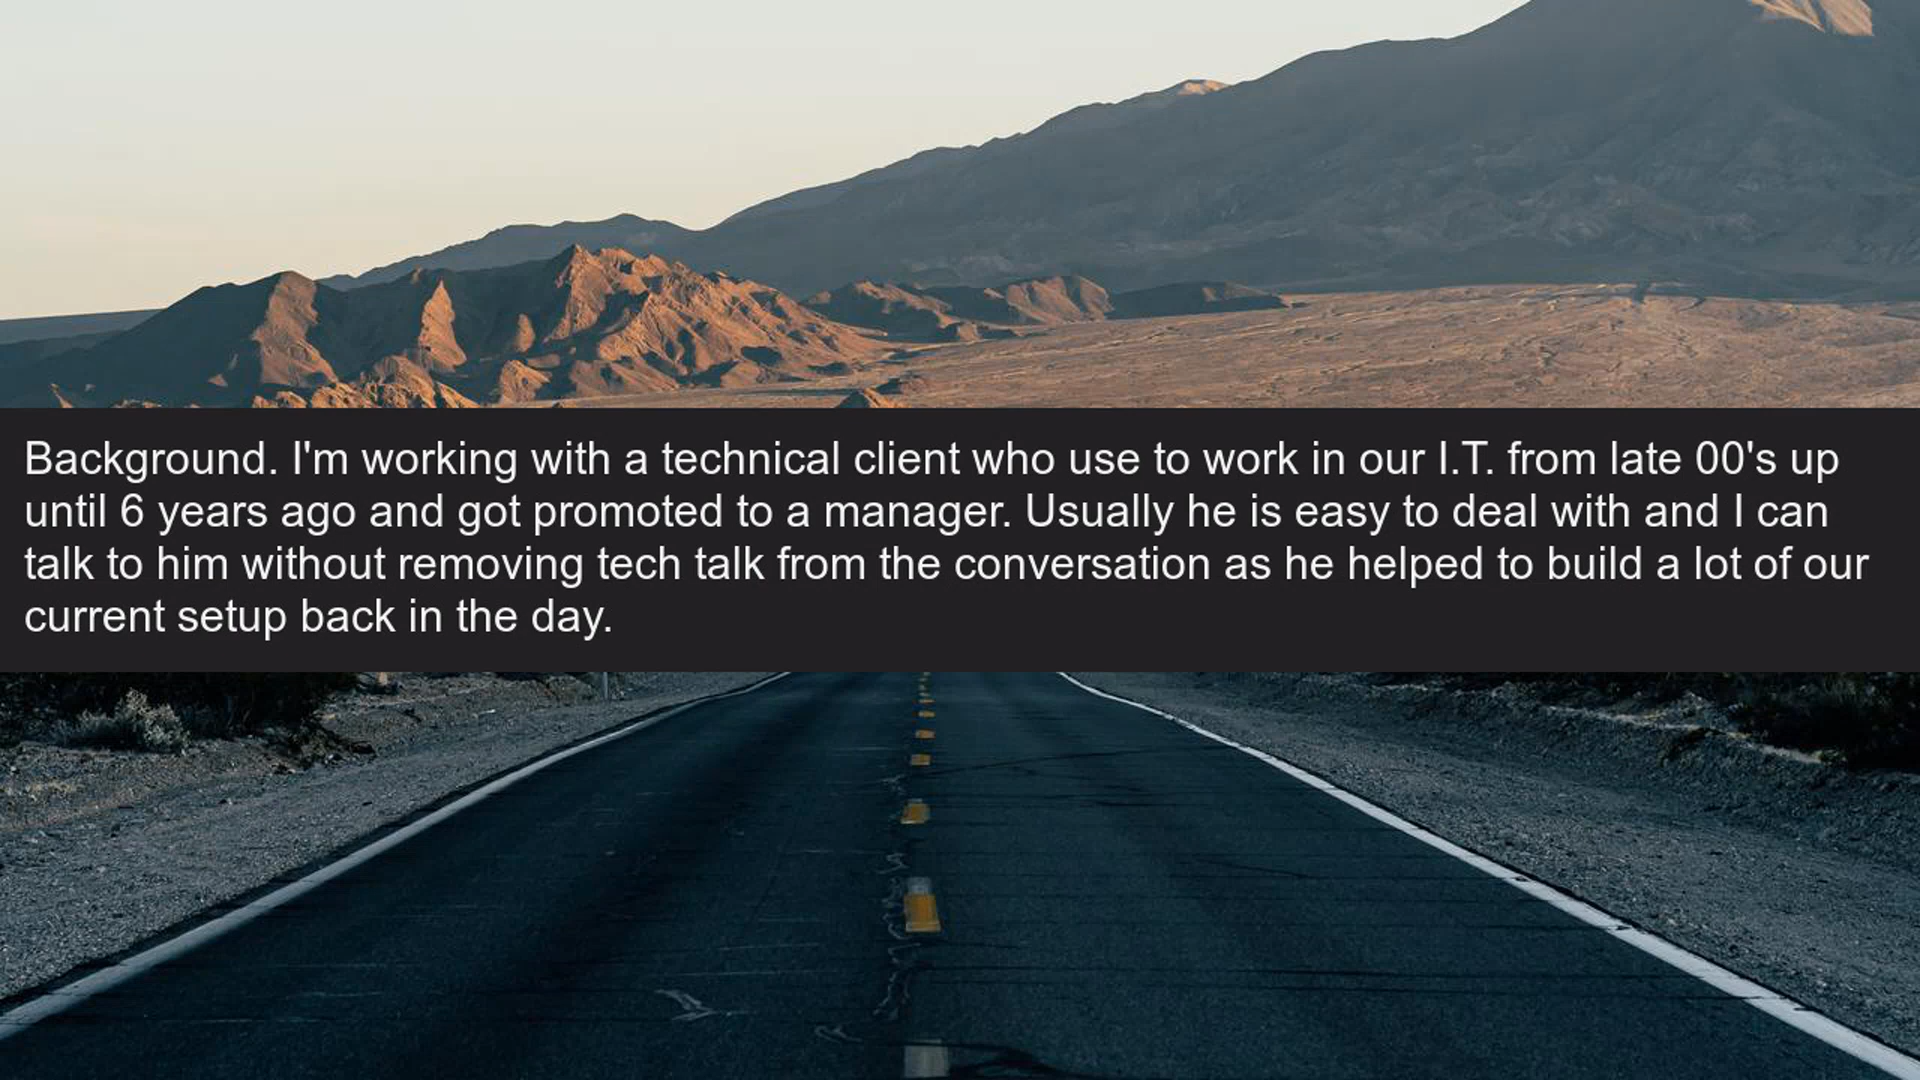 Background. I'm working with a technical client who use to work in our I.T. from late 00's up
until 6 years ago and got promoted to a manager. Usually he is easy to deal with and I can
talk to him without removing tech talk from the conversation as he helped to build a lot of our
current setup back in the day.